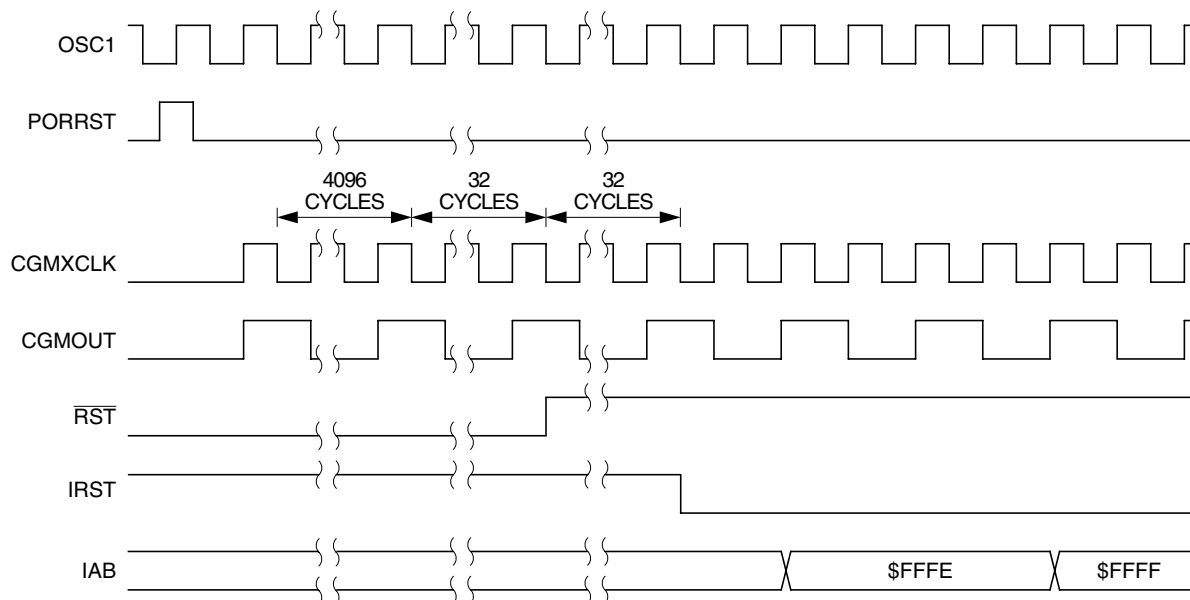 OSC1
PORRST
4096 CYCLES
32 CYCLES
32 CYCLES
CGMXCLK
CGMOUT
RST
IRST
IAB
$FFFE
$FFFF